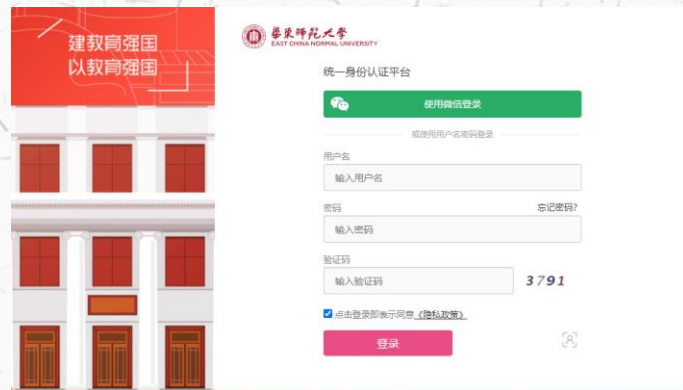 建教育强国
以教育强国
華東師範大學
EAST CHINA NORMAL UNIVERSITY
统一身份认证平台
使用微信登录
或使用用户名密码登录
用户名
输入用户名
密码 忘记密码?
输入密码
验证码
输入验证码 3791
点击登录即表示同意《隐私政策》
登录